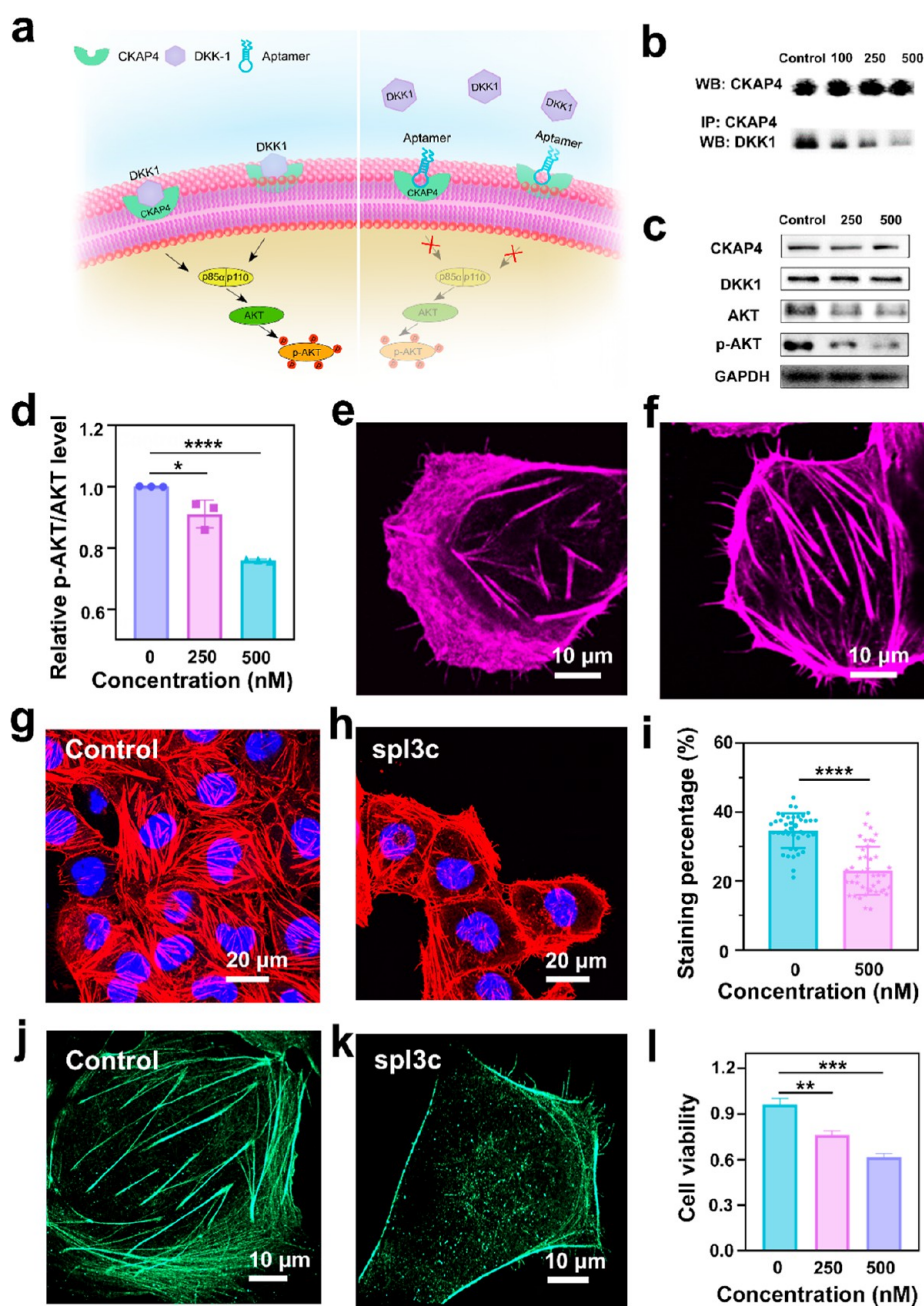 a
CKAP4 DKK-1 Aptamer
DKK1
DKK1
CKAP4
p85α p110
AKT
p-AKT
DKK1
DKK1
DKK1
Aptamer
Aptamer
CKAP4
p85α p110
AKT
p-AKT
b
Control 100 250 500
WB: CKAP4
IP: CKAP4
WB: DKK1
c
Control 250 500
CKAP4
DKK1
AKT
p-AKT
GAPDH
d
Relative p-AKT/AKT level
1.2
1.0
0.8
0.6
****
*
0 250 500
Concentration (nM)
e
10 µm
f
10 µm
g
Control
20 µm
h
spl3c
20 µm
i
Staining percentage (%)
60
40
20
0
****
0 500
Concentration (nM)
j
Control
10 µm
k
spl3c
10 µm
l
Cell viability
1.2
0.9
0.6
0.3
0.0
***
**
0 250 500
Concentration (nM)